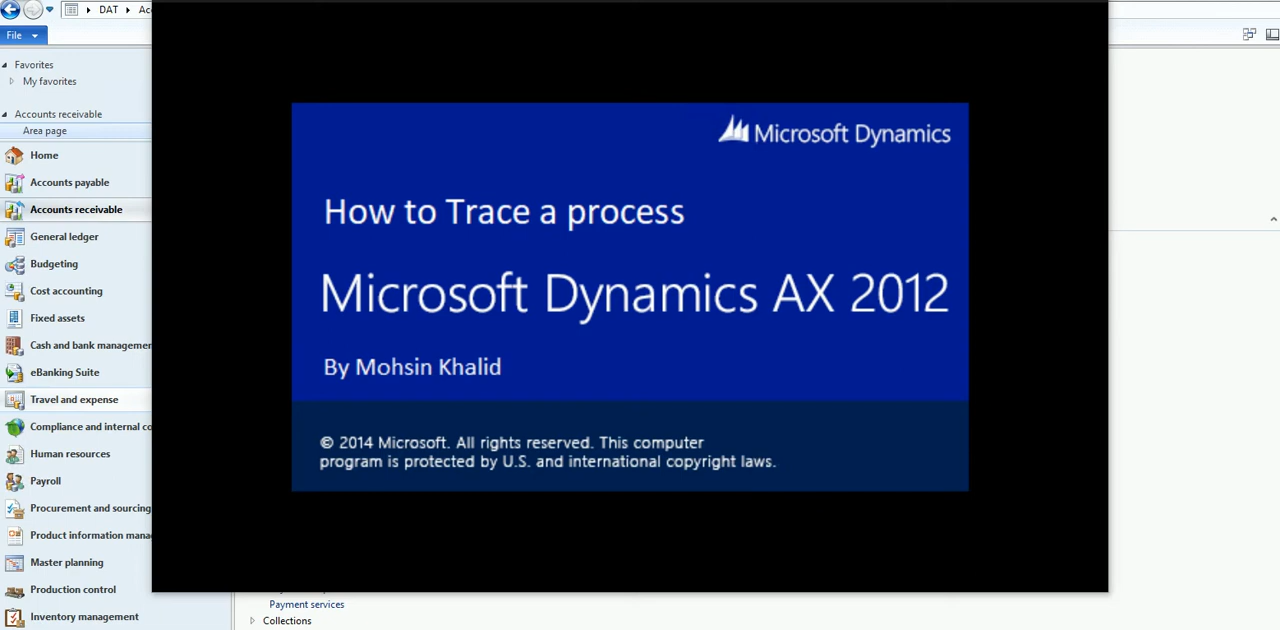 DAT
File
Favorites
My favorites
Accounts receivable
Area page
Home
Accounts payable
Accounts receivable
General ledger
Budgeting
Cost accounting
Fixed assets
Cash and bank
eBanking Suite
Travel and expense
Compliance and internal
Human resources
Payroll
Procurement and sourcing
Product information
Master planning
Production control
Inventory management
Microsoft Dynamics
How to Trace a process
Microsoft Dynamics AX 2012
By Mohsin Khalid
© 2014 Microsoft. All rights reserved. This computer
program is protected by U.S. and international copyright laws.
Payment services
Collections